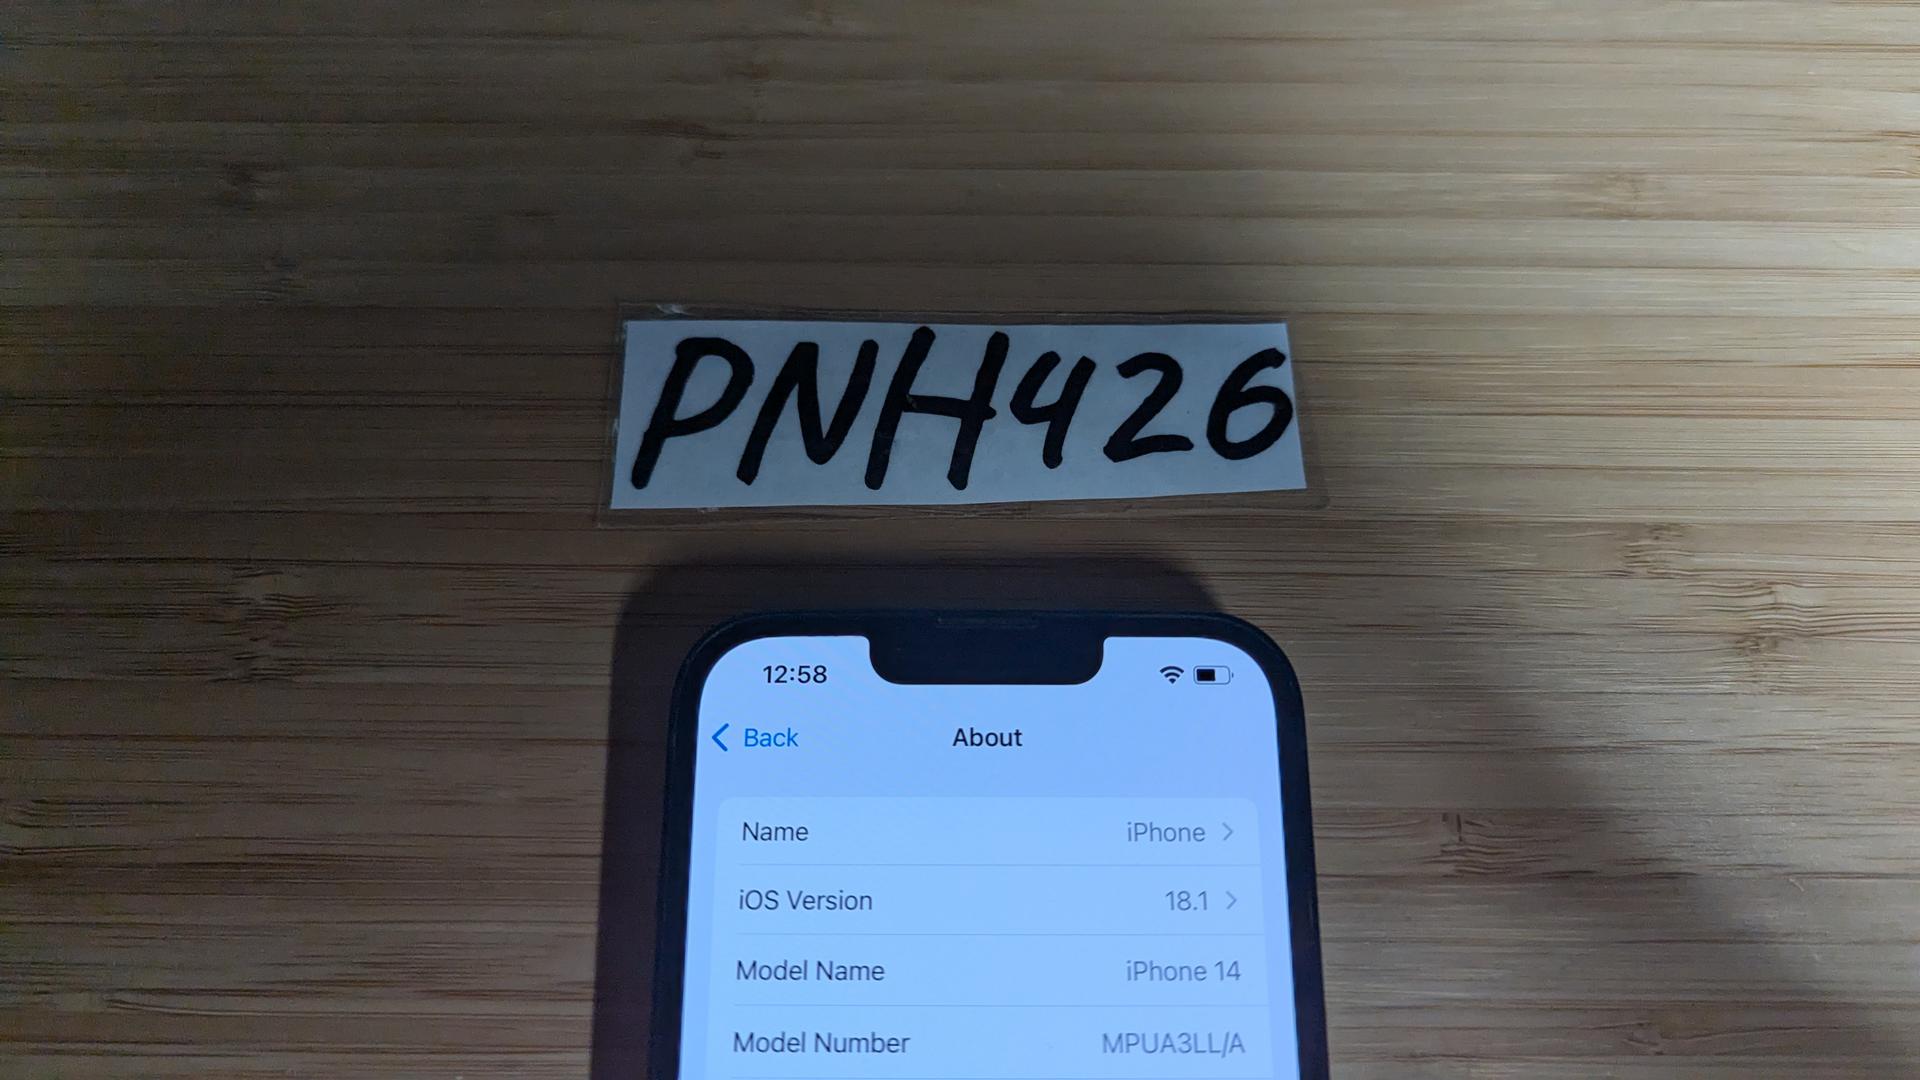 PNH426
12:58
Back About
Name iPhone
iOS Version 18.1
Model Name iPhone 14
Model Number MPUA3LL/A